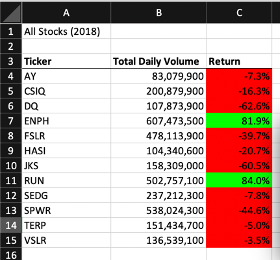 A B C
1 All Stocks (2018)
2
3 Ticker Total Daily Volume Return
4 AY 83,079,900 -7.3%
5 CSIQ 200,879,900 -16.3%
6 DQ 107,873,900 -62.6%
7 ENPH 607,473,500 81.9%
8 FSLR 478,113,900 -39.7%
9 HASI 104,340,600 -20.7%
10 JKS 158,309,000 -60.5%
11 RUN 502,757,100 84.0%
12 SEDG 237,212,300 -7.8%
13 SPWR 538,024,300 -44.6%
14 TERP 151,434,700 -5.0%
15 VSLR 136,539,100 -3.5%
16